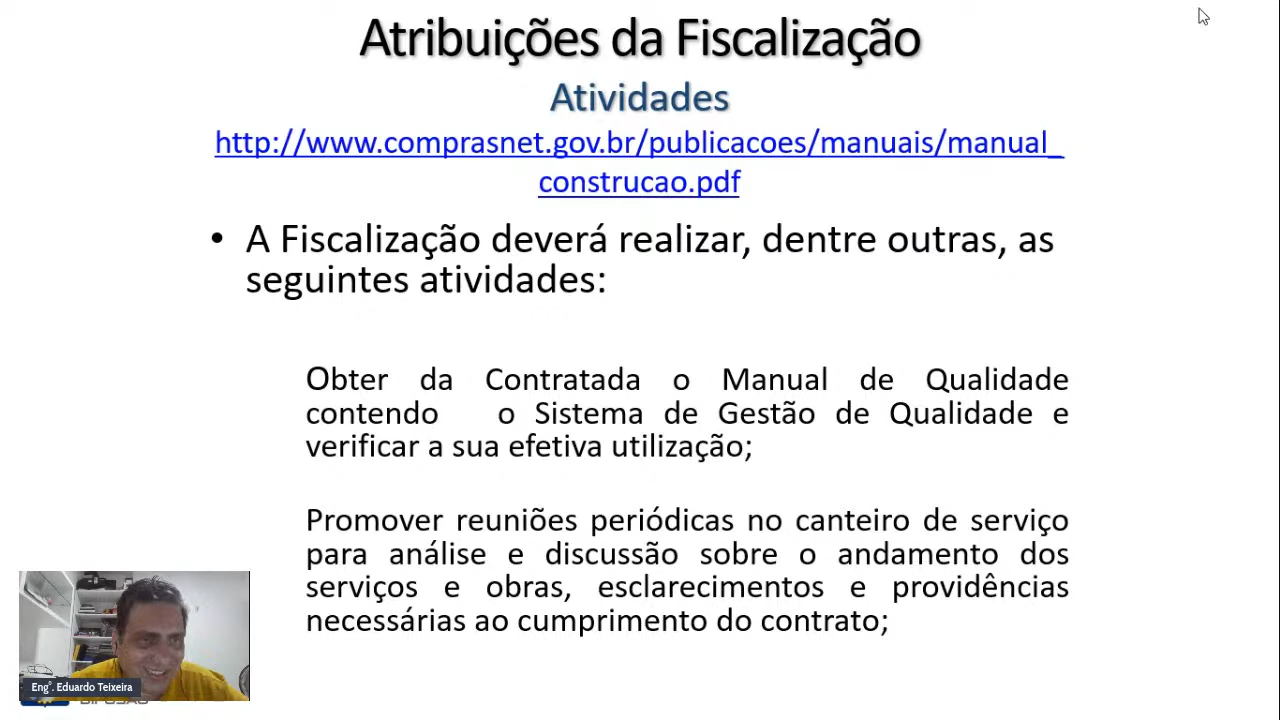 Atribuições da Fiscalização
Atividades
http://www.comprasnet.gov.br/publicacoes/manuais/manual_
construcao.pdf
• A Fiscalização deverá realizar, dentre outras, as
seguintes atividades:
Obter da Contratada o Manual de Qualidade
contendo o Sistema de Gestão de Qualidade e
verificar a sua efetiva utilização;
Promover reuniões periódicas no canteiro de serviço
para análise e discussão sobre o andamento dos
serviços e obras, esclarecimentos e providências
necessárias ao cumprimento do contrato;
Eng°. Eduardo Teixeira